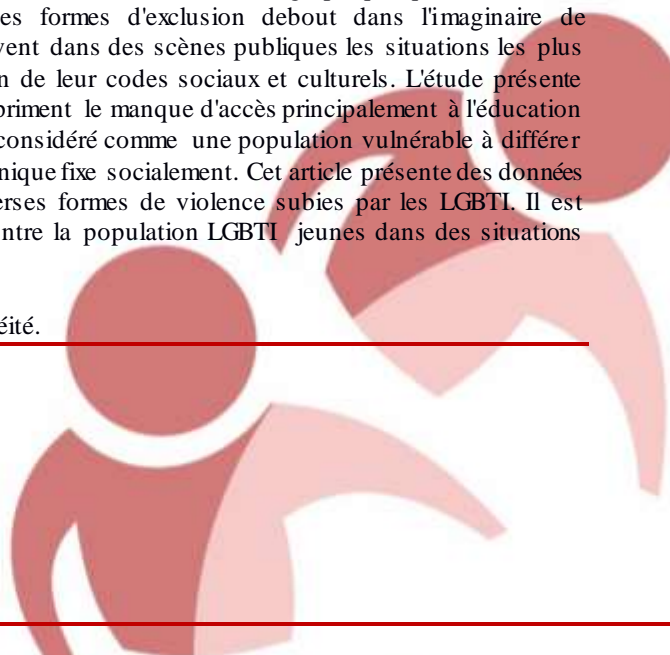 es formes d'exclusion debout dans l'imaginaire de
vent dans des scènes publiques les situations les plus
n de leur codes sociaux et culturels. L'étude présente
priment le manque d'accès principalement à l'éducation
considéré comme une population vulnérable à différer
nique fixe socialement. Cet article présente des données
erses formes de violence subies par les LGBTI. Il est
ntre la population LGBTI jeunes dans des situations
éité.